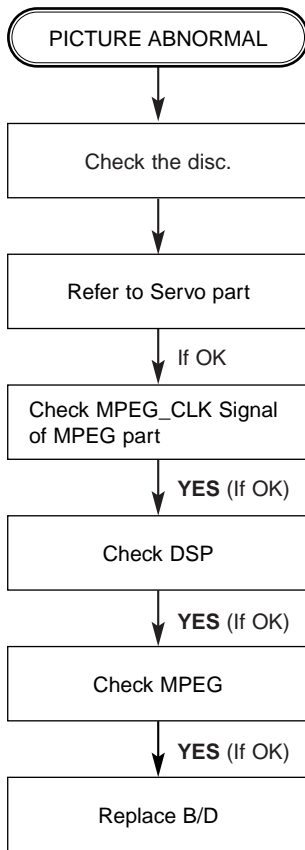 PICTURE ABNORMAL
Check the disc.
Refer to Servo part
If OK
Check MPEG_CLK Signal
of MPEG part
YES (If OK)
Check DSP
YES (If OK)
Check MPEG
YES (If OK)
Replace B/D